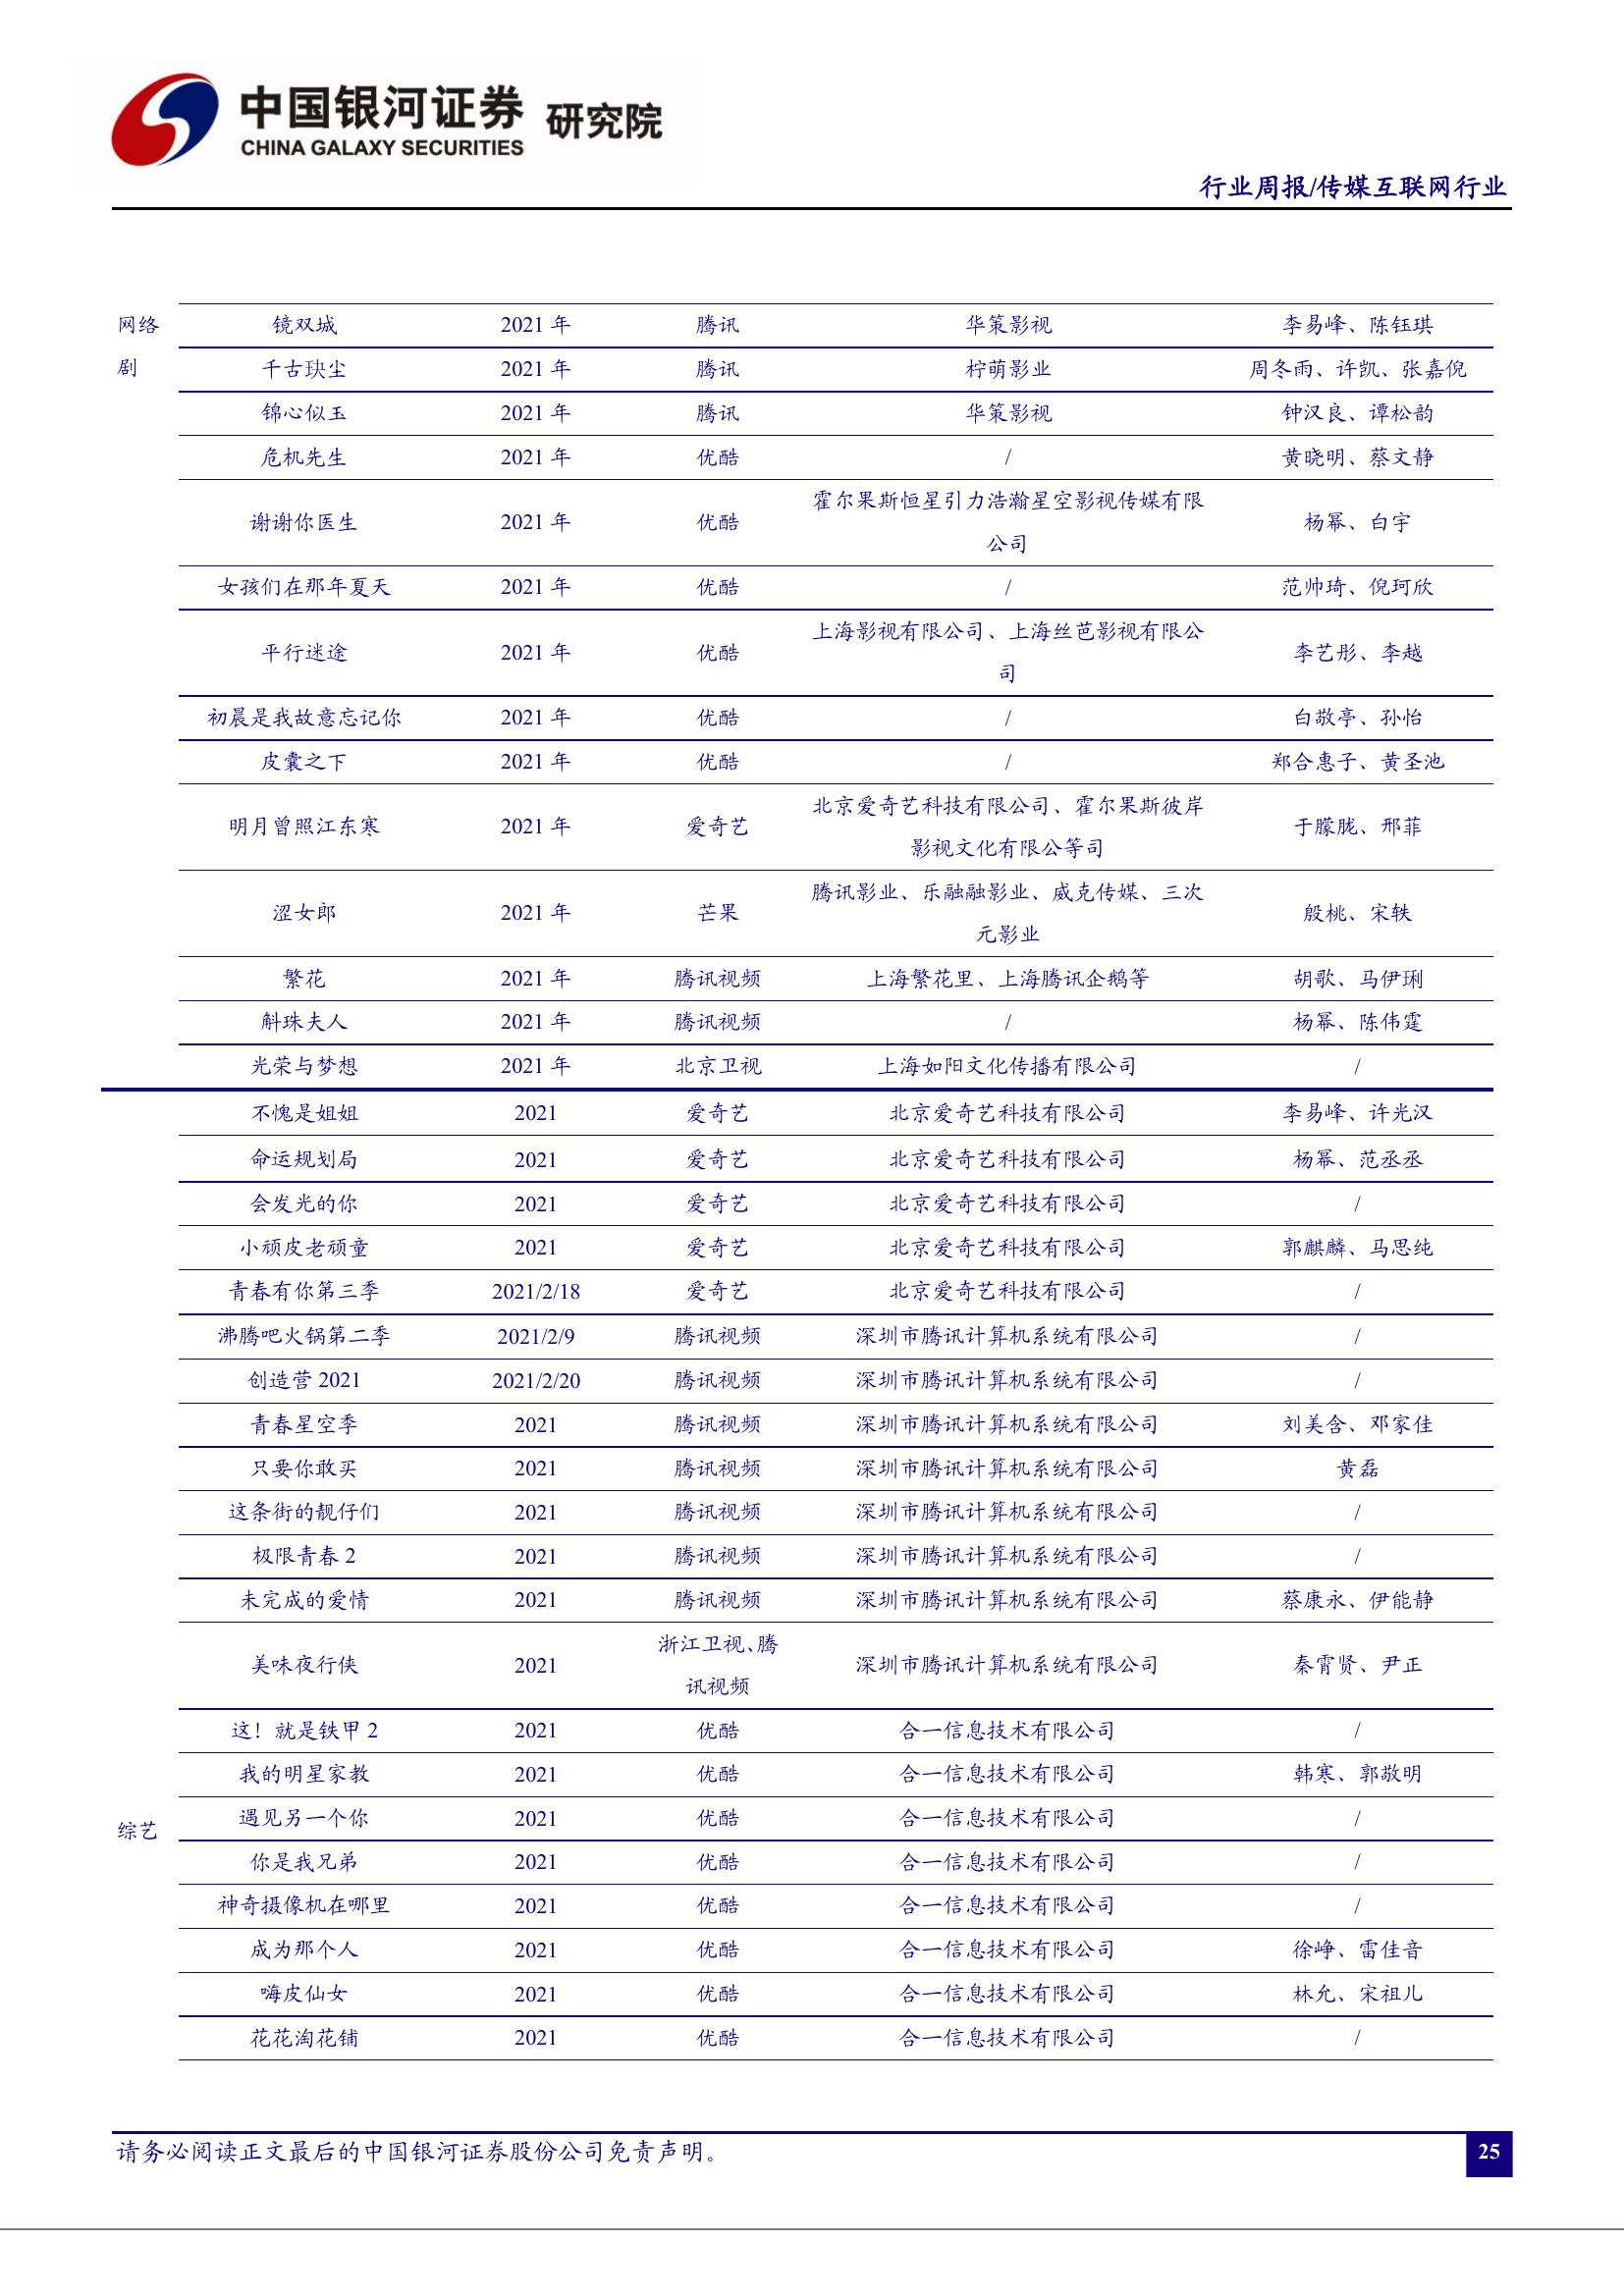 中国银河证券 研究院
CHINA GALAXY SECURITIES
行业周报/传媒互联网行业
网络剧
镜双城 2021 年 腾讯 华策影视 李易峰、陈钰琪
千古玦尘 2021 年 腾讯 柠萌影业 周冬雨、许凯、张嘉倪
锦心似玉 2021 年 腾讯 华策影视 钟汉良、谭松韵
危机先生 2021 年 优酷 / 黄晓明、蔡文静
谢谢你医生 2021 年 优酷 霍尔果斯恒星引力浩瀚星空影视传媒有限公司 杨幂、白宇
女孩们在那年夏天 2021 年 优酷 / 范帅琦、倪珂欣
平行迷途 2021 年 优酷 上海影视有限公司、上海丝芭影视有限公司 李艺彤、李越
初晨是我故意忘记你 2021 年 优酷 / 白敬亭、孙怡
皮囊之下 2021 年 优酷 / 郑合惠子、黄圣池
明月曾照江东寒 2021 年 爱奇艺 北京爱奇艺科技有限公司、霍尔果斯彼岸影视文化有限公等司 于朦胧、邢菲
涩女郎 2021 年 芒果 腾讯影业、乐融融影业、威克传媒、三次元影业 殷桃、宋轶
繁花 2021 年 腾讯视频 上海繁花里、上海腾讯企鹅等 胡歌、马伊琍
斛珠夫人 2021 年 腾讯视频 / 杨幂、陈伟霆
光荣与梦想 2021 年 北京卫视 上海如阳文化传播有限公司 /
综艺
不愧是姐姐 2021 爱奇艺 北京爱奇艺科技有限公司 李易峰、许光汉
命运规划局 2021 爱奇艺 北京爱奇艺科技有限公司 杨幂、范丞丞
会发光的你 2021 爱奇艺 北京爱奇艺科技有限公司 /
小顽皮老顽童 2021 爱奇艺 北京爱奇艺科技有限公司 郭麒麟、马思纯
青春有你第三季 2021/2/18 爱奇艺 北京爱奇艺科技有限公司 /
沸腾吧火锅第二季 2021/2/9 腾讯视频 深圳市腾讯计算机系统有限公司 /
创造营 2021 2021/2/20 腾讯视频 深圳市腾讯计算机系统有限公司 /
青春星空季 2021 腾讯视频 深圳市腾讯计算机系统有限公司 刘美含、邓家佳
只要你敢买 2021 腾讯视频 深圳市腾讯计算机系统有限公司 黄磊
这条街的靓仔们 2021 腾讯视频 深圳市腾讯计算机系统有限公司 /
极限青春 2 2021 腾讯视频 深圳市腾讯计算机系统有限公司 /
未完成的爱情 2021 腾讯视频 深圳市腾讯计算机系统有限公司 蔡康永、伊能静
美味夜行侠 2021 浙江卫视、腾讯视频 深圳市腾讯计算机系统有限公司 秦霄贤、尹正
这！就是铁甲 2 2021 优酷 合一信息技术有限公司 /
我的明星家教 2021 优酷 合一信息技术有限公司 韩寒、郭敬明
遇见另一个你 2021 优酷 合一信息技术有限公司 /
你是我兄弟 2021 优酷 合一信息技术有限公司 /
神奇摄像机在哪里 2021 优酷 合一信息技术有限公司 /
成为那个人 2021 优酷 合一信息技术有限公司 徐峥、雷佳音
嗨皮仙女 2021 优酷 合一信息技术有限公司 林允、宋祖儿
花花淘花铺 2021 优酷 合一信息技术有限公司 /
请务必阅读正文最后的中国银河证券股份公司免责声明。
25